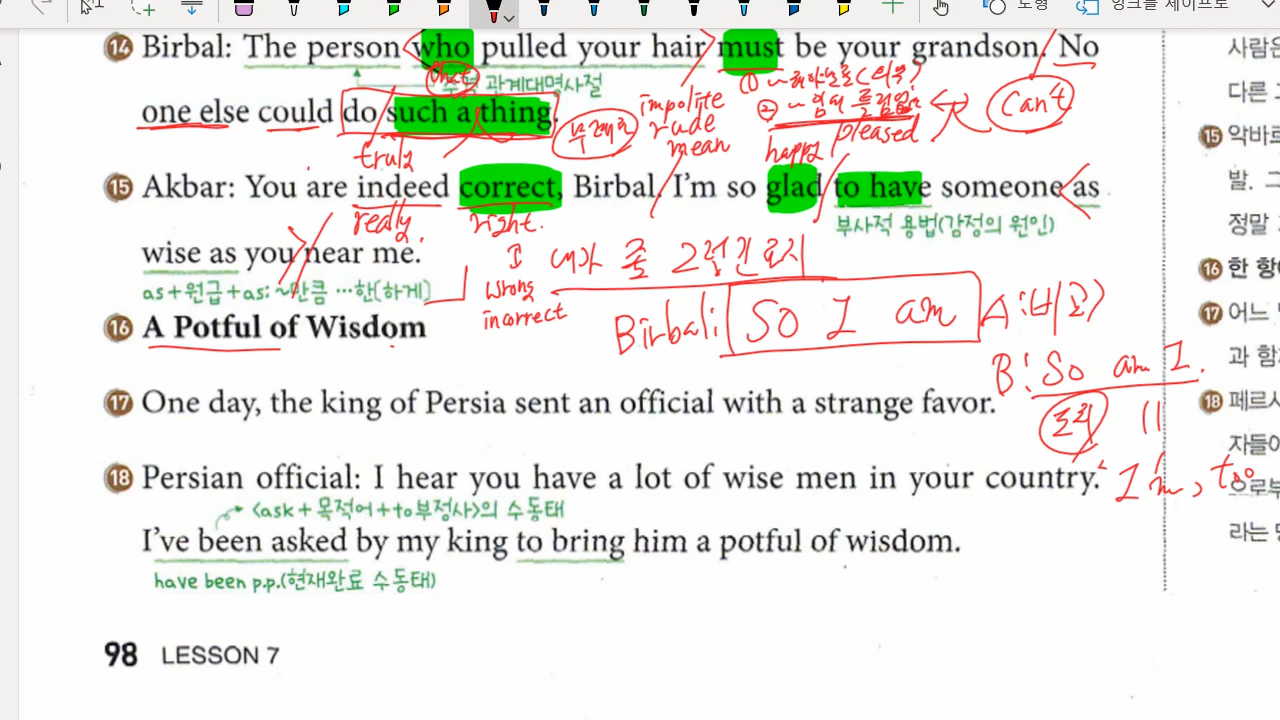 도형
잉크를 셰이프로
⑭ Birbal: The person who pulled your hair must be your grandson. No
that
관계대명사절
① ~해야한다(의무)
one else could do such a thing.
② ~임에 틀림없다
can't
truly
부정어
impolite
rude
mean
happy
pleased
⑮ Akbar: You are indeed correct, Birbal. I'm so glad to have someone as
really
right.
부사적 용법(감정의 원인)
wise as you near me.
as+원급+as: ~만큼 …한(하게)
내가 좀 그렇긴 하지
wrong
incorrect
⑯ A Potful of Wisdom
Birbal: So I am
B: So am I.
⑰ One day, the king of Persia sent an official with a strange favor.
⑱ Persian official: I hear you have a lot of wise men in your country.
I'm, too
<ask+목적어+to부정사>의 수동태
I've been asked by my king to bring him a potful of wisdom.
have been p.p.(현재완료 수동태)
98 LESSON 7
사람은
다른
⑮ 악바르
발.
정말
⑯ 한 항
⑰ 어느
과 함
⑱ 페르시
자들이
으로부
라는